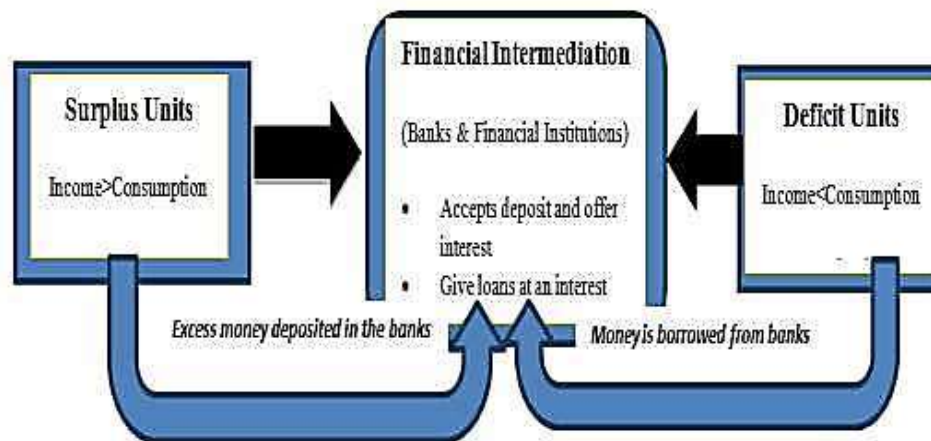 Surplus Units
Income>Consumption
Financial Intermediation
(Banks & Financial Institutions)
• Accepts deposit and offer
interest
• Give loans at an interest
Deficit Units
Income<Consumption
Excess money deposited in the banks
Money is borrowed from banks